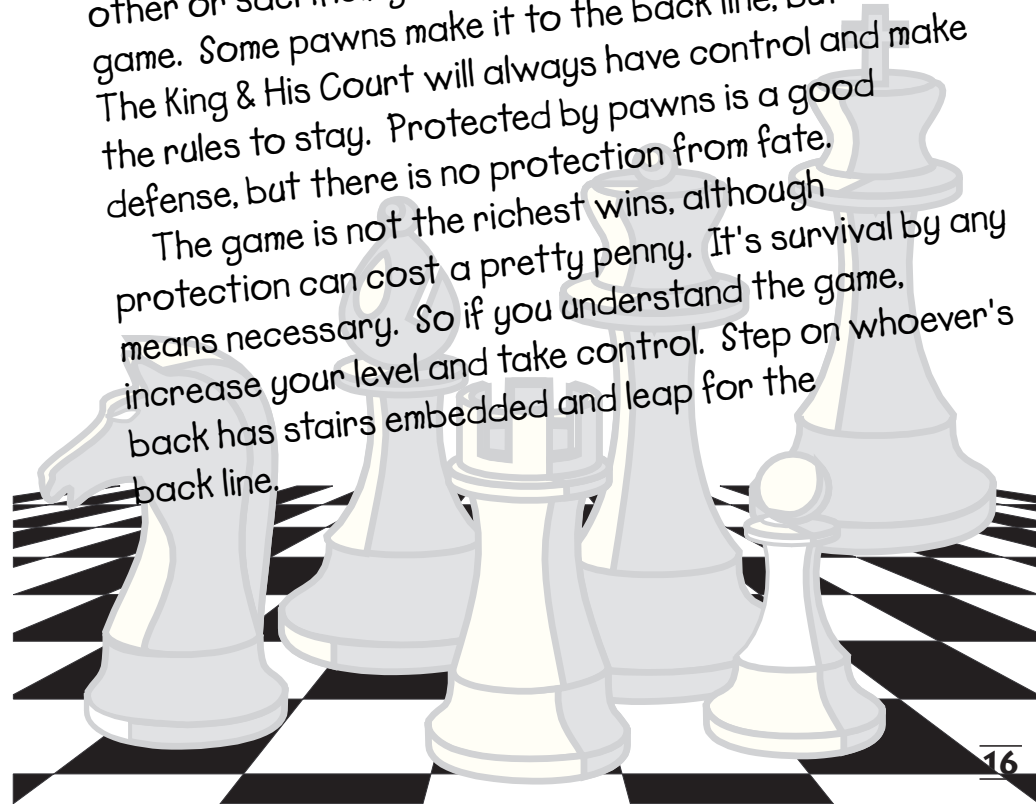 other or
game.  Some pawns make it to the back line, but
The King & His Court will always have control and make
the rules to stay.  Protected by pawns is a good
defense, but there is no protection from fate.
The game is not the richest wins, although
protection can cost a pretty penny.  It's survival by any
means necessary.  So if you understand the game,
increase your level and take control.  Step on whoever's
back has stairs embedded and leap for the
back line.
16